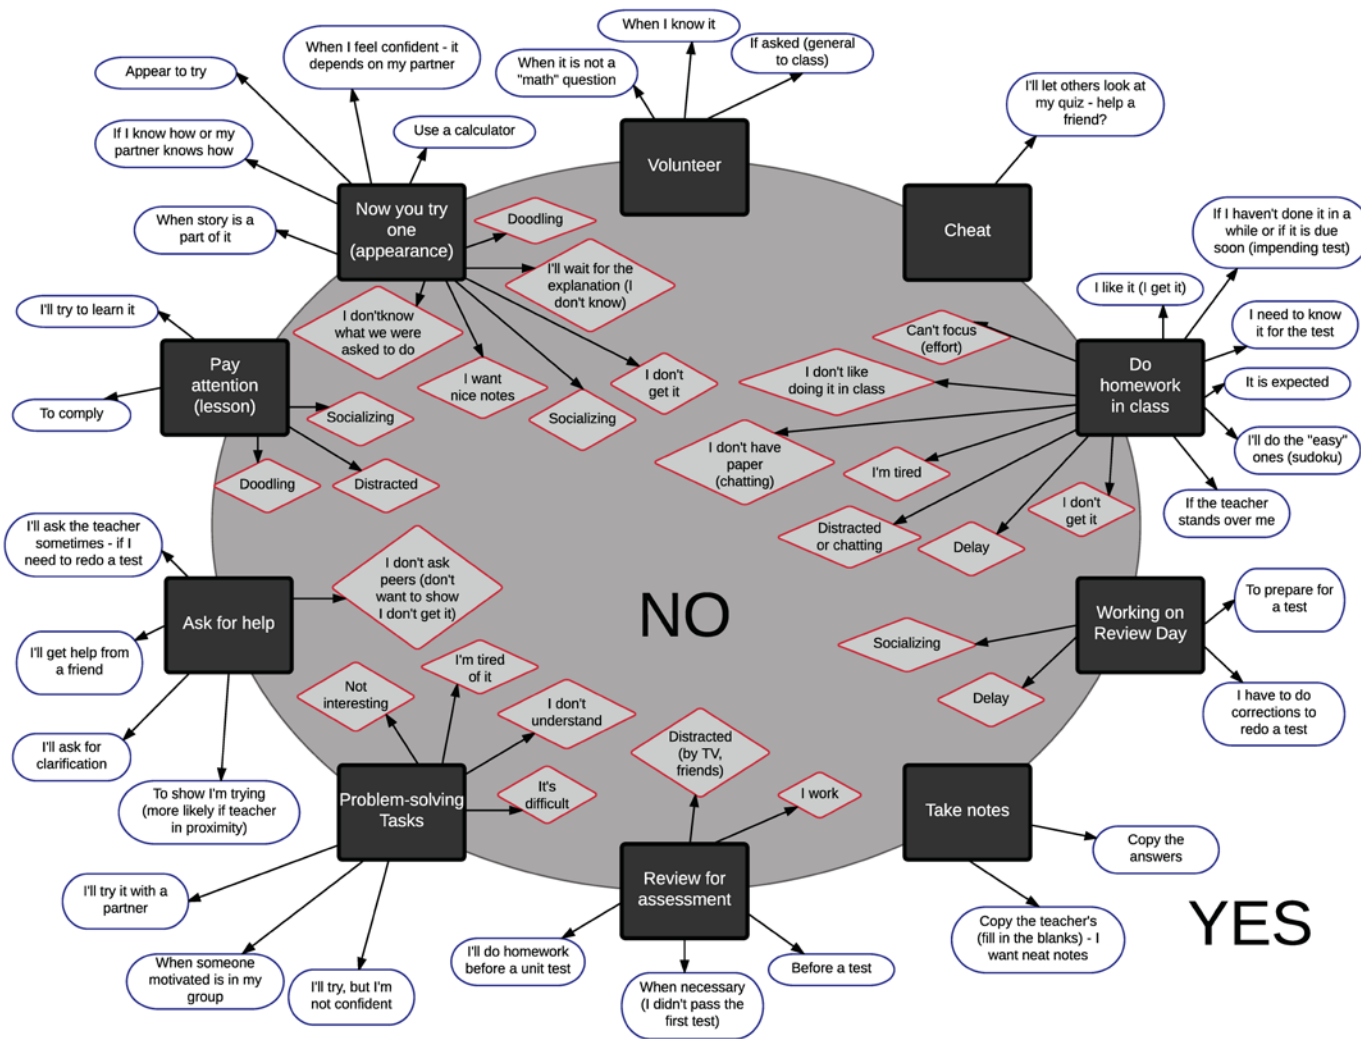 When I know it
When I feel confident - it
depends on my partner
If asked (general
to class)
Appear to try
When it is not a
"math" question
I'll let others look at
my quiz - help a
friend?
If I know how or my
partner knows how
Use a calculator
Volunteer
When story is a
part of it
Now you try
one
(appearance)
Doodling
Cheat
If I haven't done it in a
while or if it is due
soon (impending test)
I'll wait for the
explanation (I
don't know)
I like it (I get it)
I'll try to learn it
I don'tknow
what we were
asked to do
Can't focus
(effort)
I need to know
it for the test
Pay
attention
(lesson)
I want
nice notes
I don't
get it
I don't like
doing it in class
Do
homework
in class
It is expected
To comply
Socializing
Socializing
I don't have
paper
(chatting)
I'm tired
I'll do the "easy"
ones (sudoku)
Doodling
Distracted
I don't
get it
If the teacher
stands over me
I'll ask the teacher
sometimes - if I
need to redo a test
Distracted
or chatting
Delay
I don't ask
peers (don't
want to show
I don't get it)
NO
To prepare for
a test
Ask for help
Working on
Review Day
Socializing
I'll get help from
a friend
I'm tired
of it
Not
interesting
I don't
understand
Delay
I have to do
corrections to
redo a test
I'll ask for
clarification
Distracted
(by TV,
friends)
To show I'm trying
(more likely if teacher
in proximity)
Problem-solving
Tasks
It's
difficult
I work
Take notes
Copy the
answers
I'll try it with a
partner
Review for
assessment
Copy the teacher's
(fill in the blanks) - I
want neat notes
YES
When someone
motivated is in my
group
I'll try, but I'm
not confident
I'll do homework
before a unit test
When necessary
(I didn't pass the
first test)
Before a test